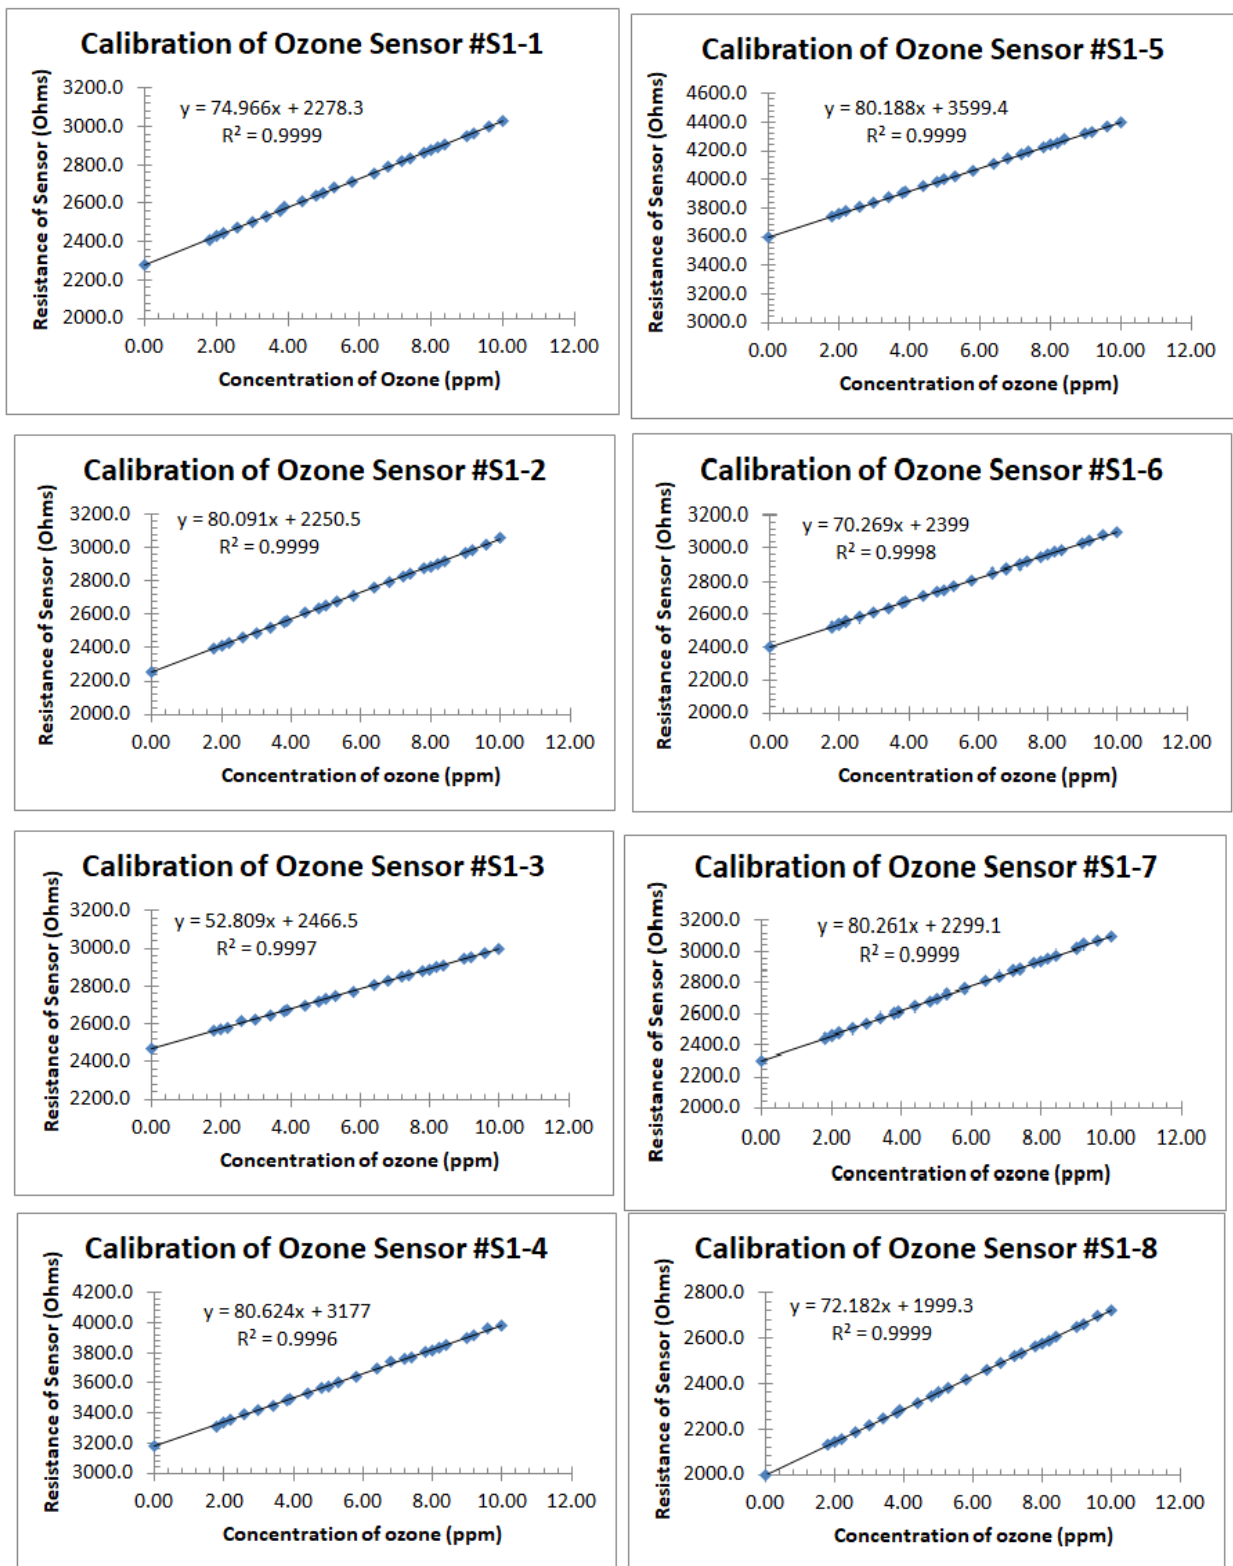 Calibration of Ozone Sensor #S1-1
Resistance of Sensor (Ohms)
y = 74.966x + 2278.3
R² = 0.9999
3200.0
3000.0
2800.0
2600.0
2400.0
2200.0
2000.0
0.00 2.00 4.00 6.00 8.00 10.00 12.00
Concentration of Ozone (ppm)
Calibration of Ozone Sensor #S1-5
Resistance of Sensor (Ohms)
y = 80.188x + 3599.4
R² = 0.9999
4600.0
4400.0
4200.0
4000.0
3800.0
3600.0
3400.0
3200.0
3000.0
0.00 2.00 4.00 6.00 8.00 10.00 12.00
Concentration of ozone (ppm)
Calibration of Ozone Sensor #S1-2
Resistance of Sensor (Ohms)
y = 80.091x + 2250.5
R² = 0.9999
3200.0
3000.0
2800.0
2600.0
2400.0
2200.0
2000.0
0.00 2.00 4.00 6.00 8.00 10.00 12.00
Concentration of ozone (ppm)
Calibration of Ozone Sensor #S1-6
Resistance of Sensor (Ohms)
y = 70.269x + 2399
R² = 0.9998
3200.0
3000.0
2800.0
2600.0
2400.0
2200.0
2000.0
0.00 2.00 4.00 6.00 8.00 10.00 12.00
Concentration of ozone (ppm)
Calibration of Ozone Sensor #S1-3
Resistance of Sensor (Ohms)
y = 52.809x + 2466.5
R² = 0.9997
3200.0
3000.0
2800.0
2600.0
2400.0
2200.0
0.00 2.00 4.00 6.00 8.00 10.00 12.00
Concentration of ozone (ppm)
Calibration of Ozone Sensor #S1-7
Resistance of Sensor (Ohms)
y = 80.261x + 2299.1
R² = 0.9999
3200.0
3000.0
2800.0
2600.0
2400.0
2200.0
2000.0
0.00 2.00 4.00 6.00 8.00 10.00 12.00
Concentration of ozone (ppm)
Calibration of Ozone Sensor #S1-4
Resistance of Sensor (Ohms)
y = 80.624x + 3177
R² = 0.9996
4200.0
4000.0
3800.0
3600.0
3400.0
3200.0
3000.0
0.00 2.00 4.00 6.00 8.00 10.00 12.00
Concentration of ozone (ppm)
Calibration of Ozone Sensor #S1-8
Resistance of Sensor (Ohms)
y = 72.182x + 1999.3
R² = 0.9999
2800.0
2600.0
2400.0
2200.0
2000.0
0.00 2.00 4.00 6.00 8.00 10.00 12.00
Concentration of ozone (ppm)